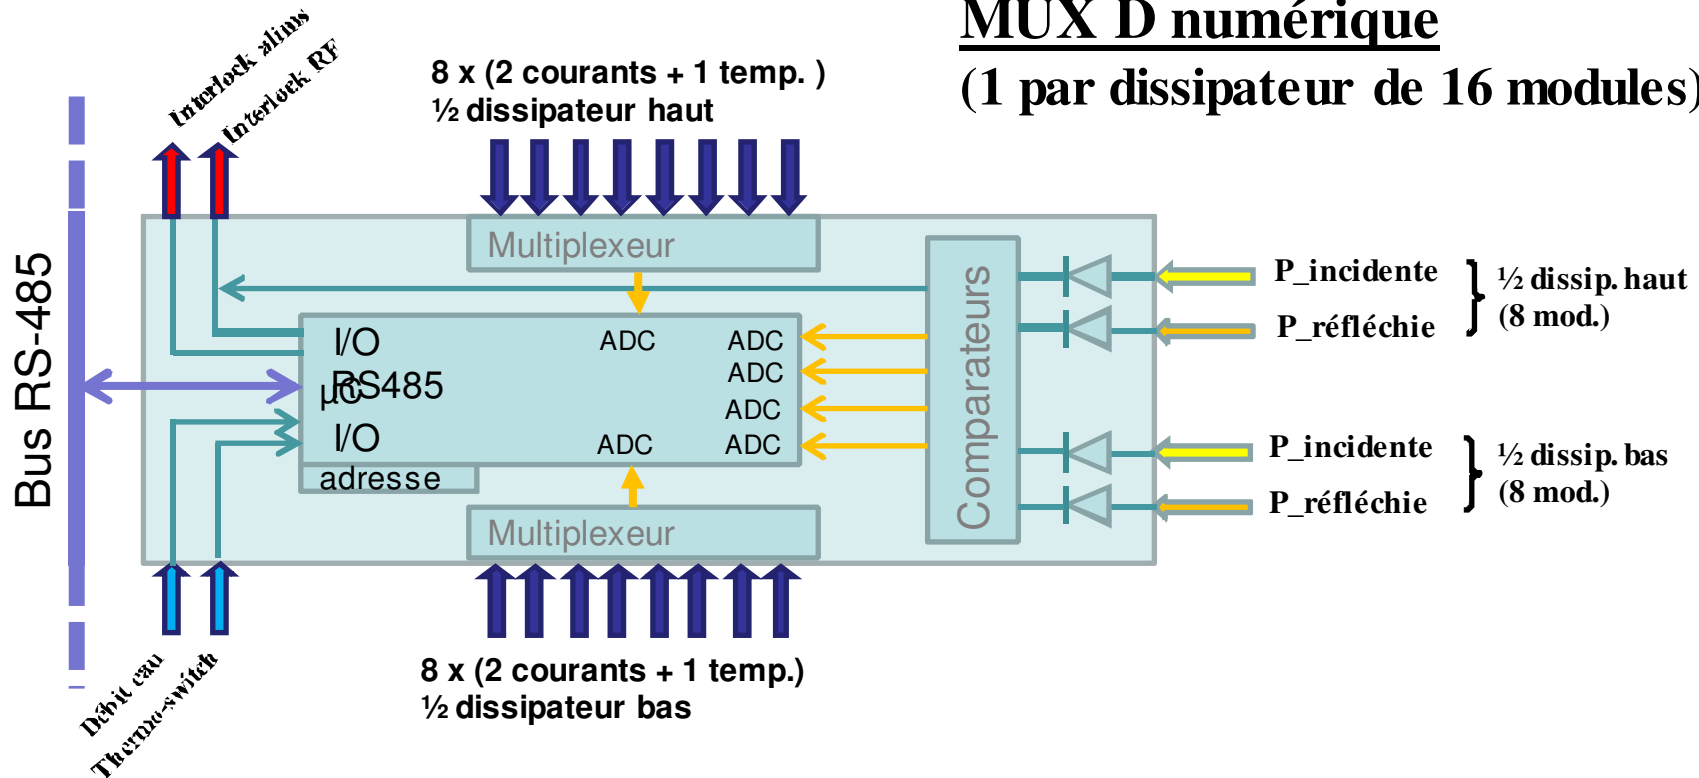 MUX D numérique
(1 par dissipateur de 16 modules)
Interlock alims
Interlock RF
8 x (2 courants + 1 temp. )
½ dissipateur haut
Bus RS-485
Multiplexeur
Comparateurs
P_incidente
P_réfléchie
½ dissip. haut
(8 mod.)
I/O
ADC
ADC
RS485
µC
ADC
ADC
I/O
ADC
ADC
adresse
P_incidente
P_réfléchie
½ dissip. bas
(8 mod.)
Multiplexeur
Débit eau
Thermo-switch
8 x (2 courants + 1 temp.)
½ dissipateur bas